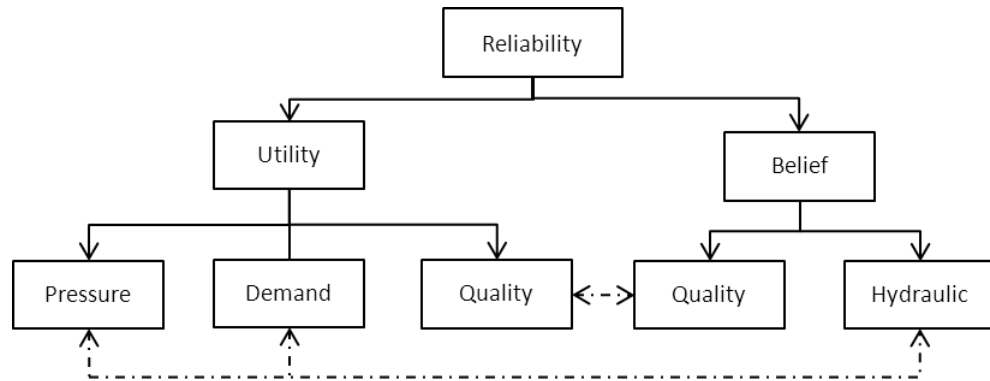 Reliability
Utility
Belief
Pressure
Demand
Quality
Quality
Hydraulic